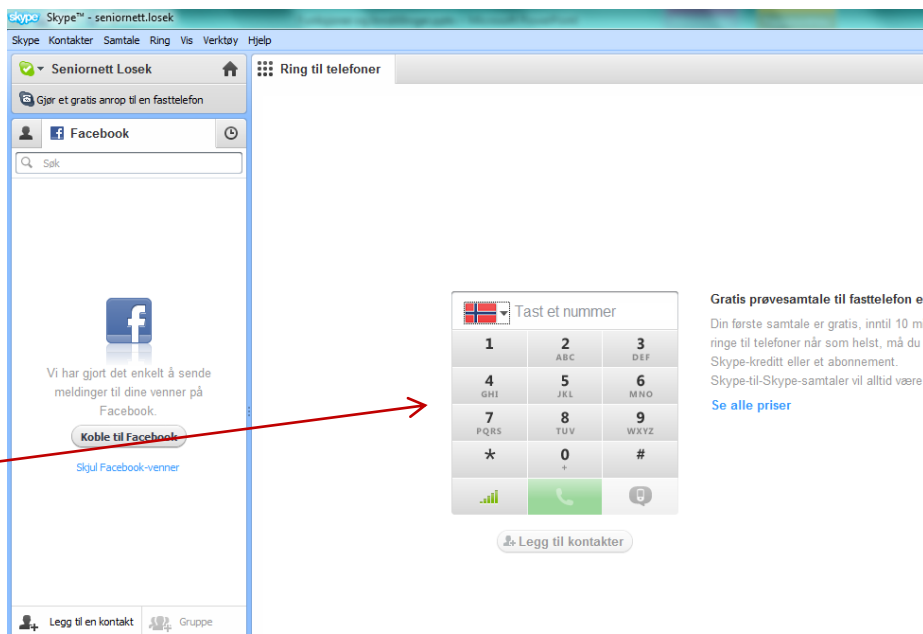 skype Skype™ - seniornett.losek
Skype Kontakter Samtale Ring Vis Verktøy Hjelp
Seniornett Losek
Gjør et gratis anrop til en fasttelefon
Facebook
Søk
Vi har gjort det enkelt å sende
meldinger til dine venner på
Facebook.
Koble til Facebook
Skjul Facebook-venner
Legg til en kontakt Gruppe
Ring til telefoner
Tast et nummer
1 2 3
ABC DEF
4 5 6
GHI JKL MNO
7 8 9
PQRS TUV WXYZ
* 0 #
+
Legg til kontakter
Gratis prøvesamtale til fasttelefon e
Din første samtale er gratis, inntil 10 m
ringe til telefoner når som helst, må du
Skype-kreditt eller et abonnement.
Skype-til-Skype-samtaler vil alltid være
Se alle priser